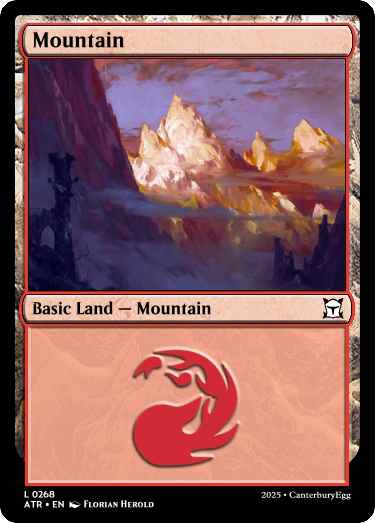 Mountain
Basic Land — Mountain
L 0268
ATR • EN Florian Herold
2025 • CanterburyEgg